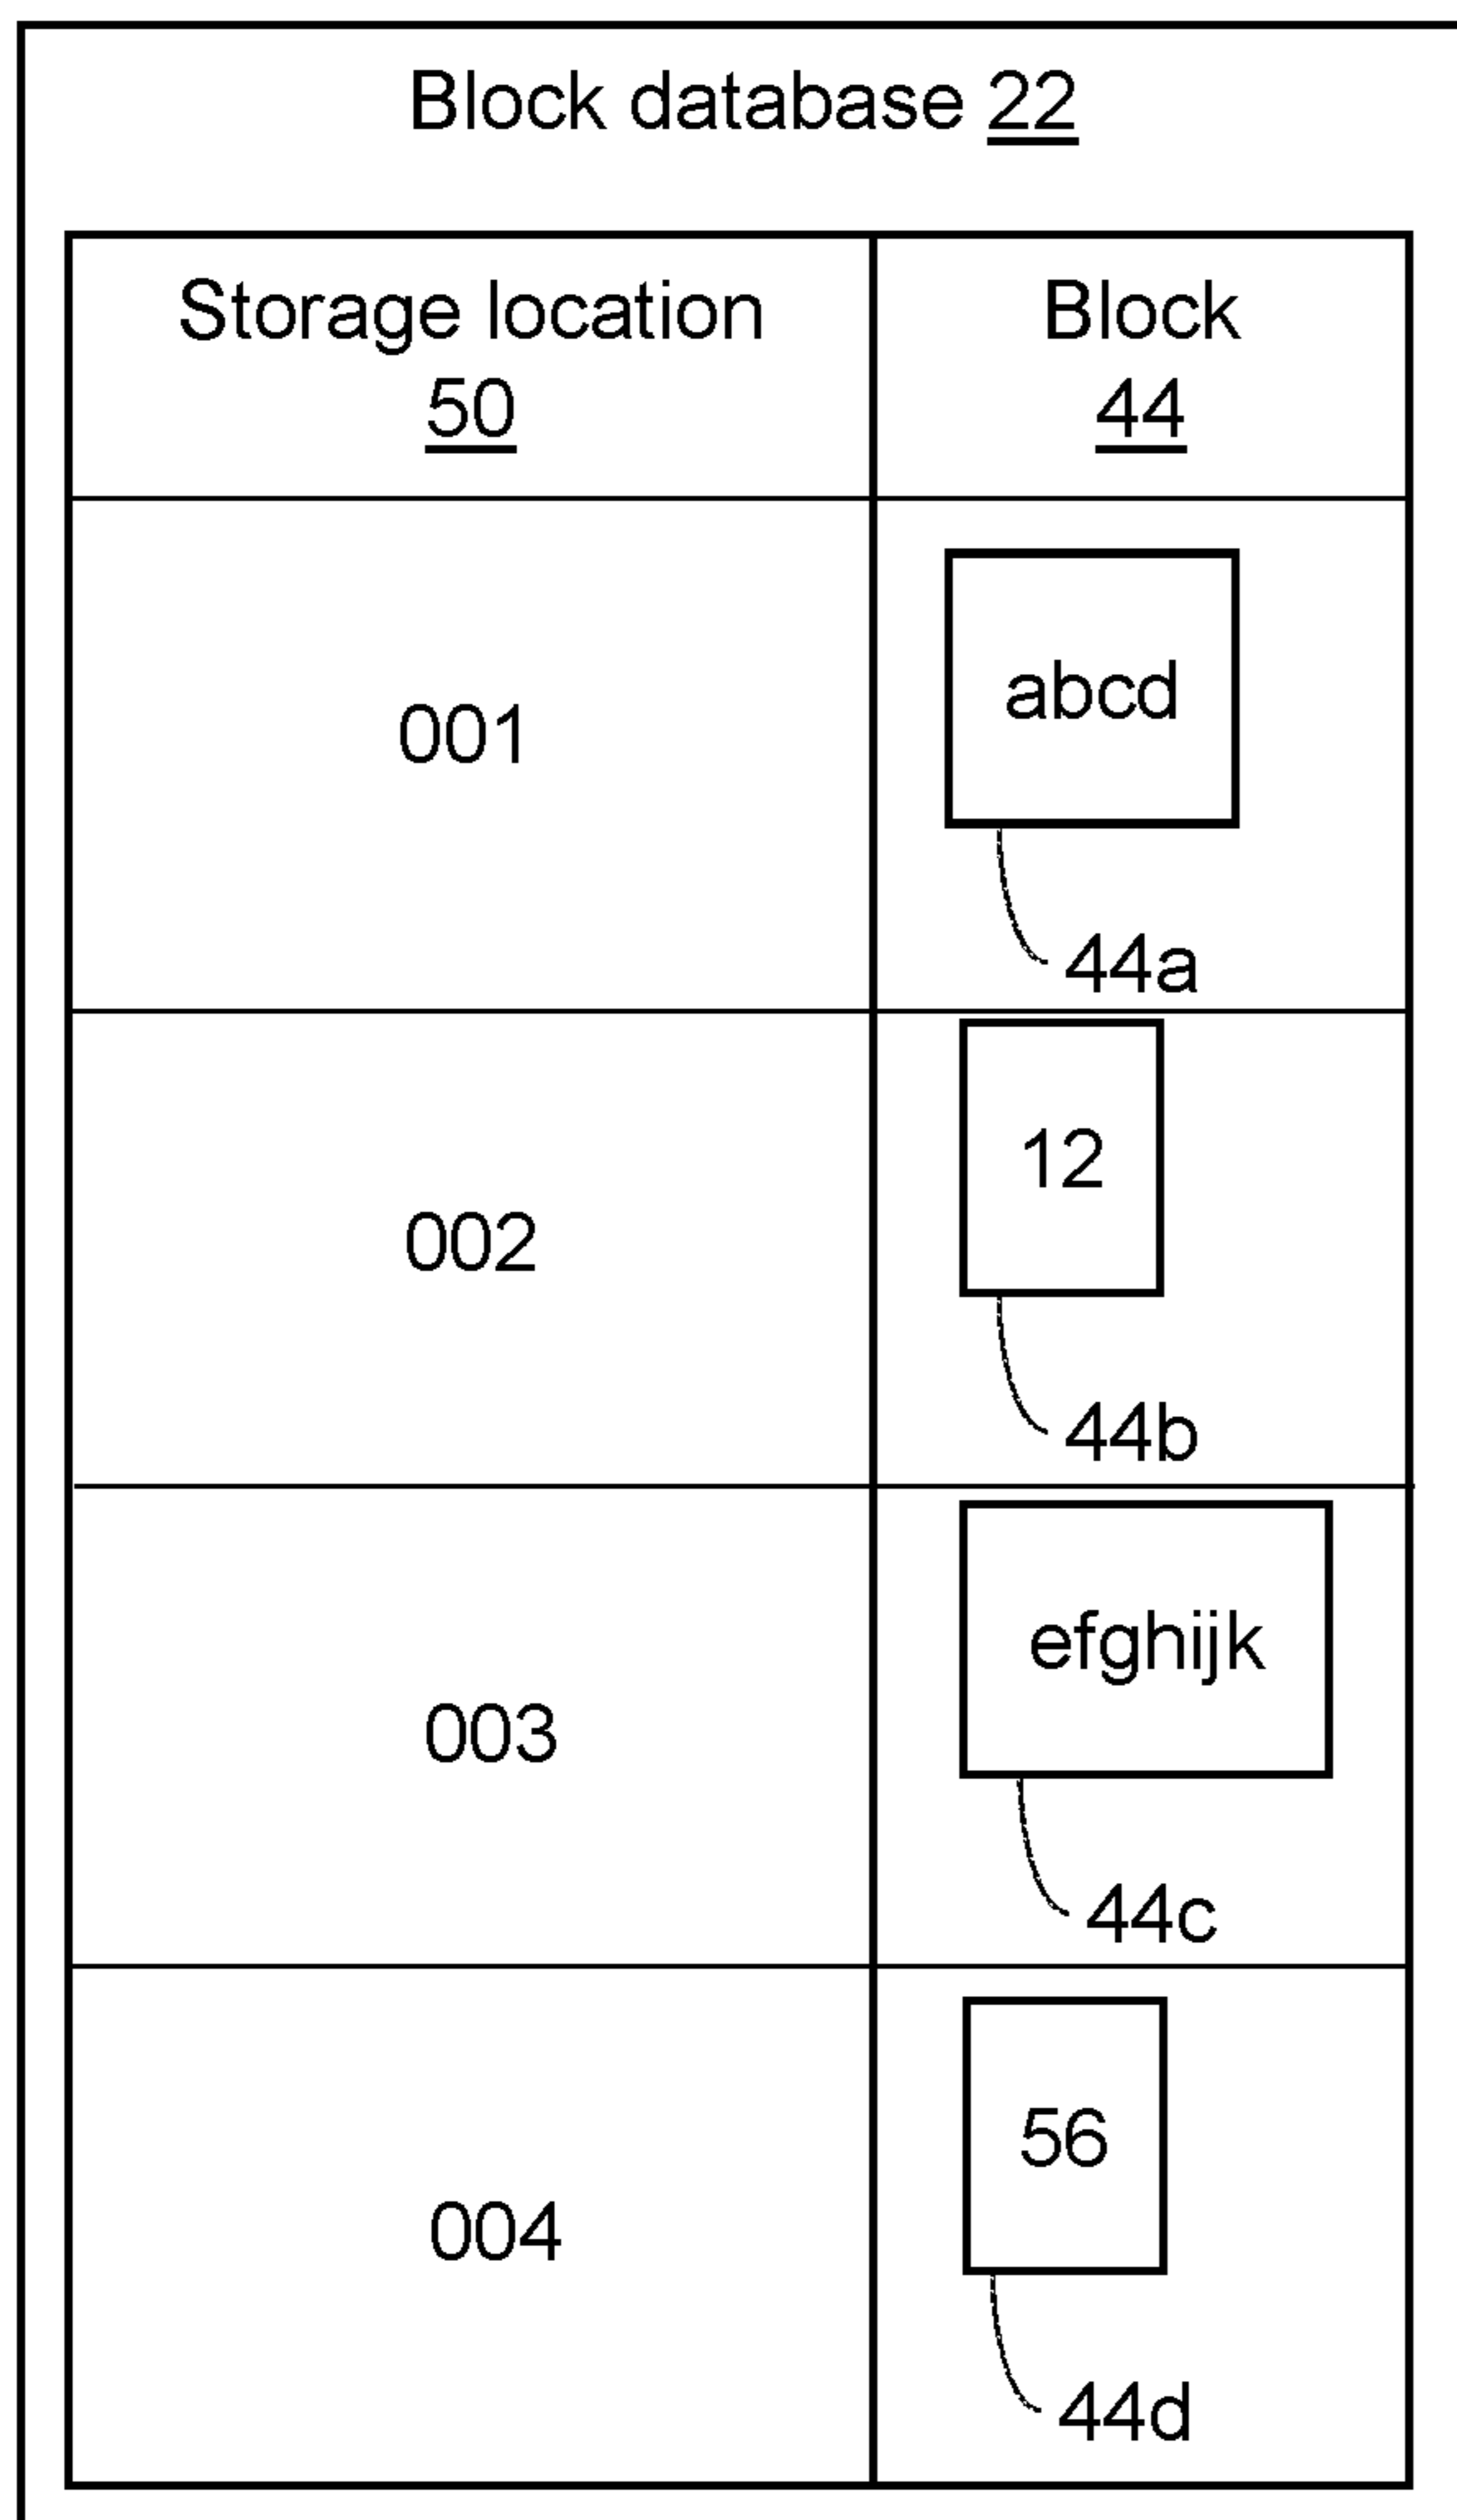 Block database 22
Storage location
50
Block
44
001
abcd
44a
002
12
44b
003
efghijk
44c
004
56
44d